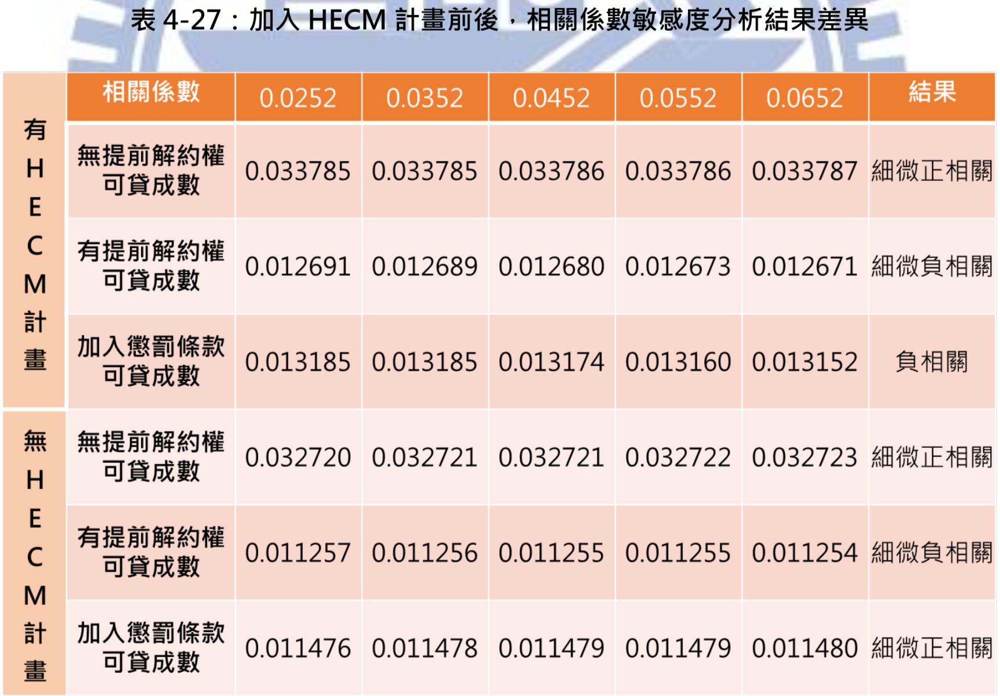 表 4-27：加入 HECM 計畫前後，相關係數敏感度分析結果差異
有HECM計畫
相關係數 0.0252 0.0352 0.0452 0.0552 0.0652 結果
無提前解約權
可貸成數 0.033785 0.033785 0.033786 0.033786 0.033787 細微正相關
有提前解約權
可貸成數 0.012691 0.012689 0.012680 0.012673 0.012671 細微負相關
加入懲罰條款
可貸成數 0.013185 0.013185 0.013174 0.013160 0.013152 負相關
無HECM計畫
無提前解約權
可貸成數 0.032720 0.032721 0.032721 0.032722 0.032723 細微正相關
有提前解約權
可貸成數 0.011257 0.011256 0.011255 0.011255 0.011254 細微負相關
加入懲罰條款
可貸成數 0.011476 0.011478 0.011479 0.011479 0.011480 細微正相關